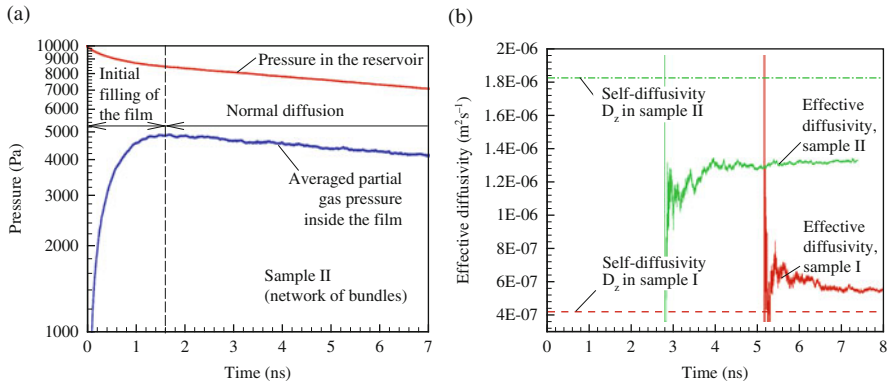 (a)
10000
9000
8000
7000
6000
5000
4000
3000
2000
1000
Pressure (Pa)
Pressure in the reservoir
Initial
filling of
the film
Normal diffusion
Averaged partial
gas pressure
inside the film
Sample II
(network of bundles)
0
1
2
3
4
5
6
7
Time (ns)
(b)
2E-06
1.8E-06
1.6E-06
1.4E-06
1.2E-06
1E-06
8E-07
6E-07
4E-07
Effective diffusivity (m²s⁻¹)
Self-diffusivity
D_z in sample II
Effective
diffusivity,
sample II
Self-diffusivity
D_z in sample I
Effective
diffusivity,
sample I
0
1
2
3
4
5
6
7
8
Time (ns)